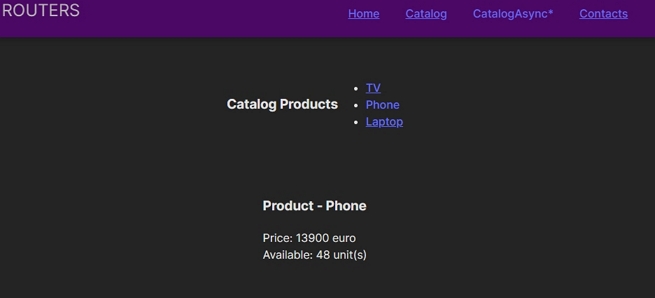 ROUTERS
Home Catalog CatalogAsync* Contacts
Catalog Products
TV
Phone
Laptop
Product - Phone
Price: 13900 euro
Available: 48 unit(s)